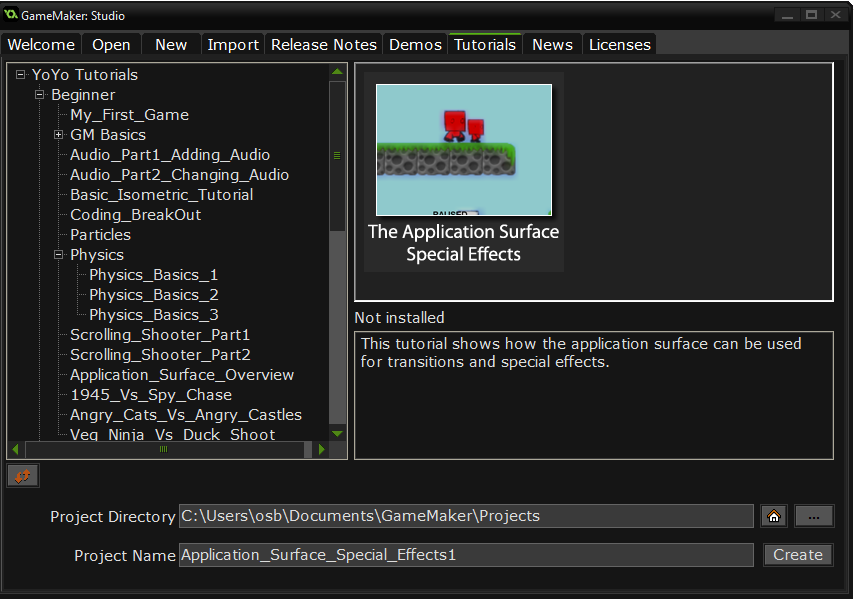 GameMaker: Studio
Welcome Open New Import Release Notes Demos Tutorials News Licenses
YoYo Tutorials
Beginner
My_First_Game
GM Basics
Audio_Part1_Adding_Audio
Audio_Part2_Changing_Audio
Basic_Isometric_Tutorial
Coding_BreakOut
Particles
Physics
Physics_Basics_1
Physics_Basics_2
Physics_Basics_3
Scrolling_Shooter_Part1
Scrolling_Shooter_Part2
Application_Surface_Overview
1945_Vs_Spy_Chase
Angry_Cats_Vs_Angry_Castles
Veg_Ninja_Vs_Duck_Shoot
PAUSED
The Application Surface
Special Effects
Not installed
This tutorial shows how the application surface can be used
for transitions and special effects.
Project Directory C:\Users\osb\Documents\GameMaker\Projects ...
Project Name Application_Surface_Special_Effects1 Create